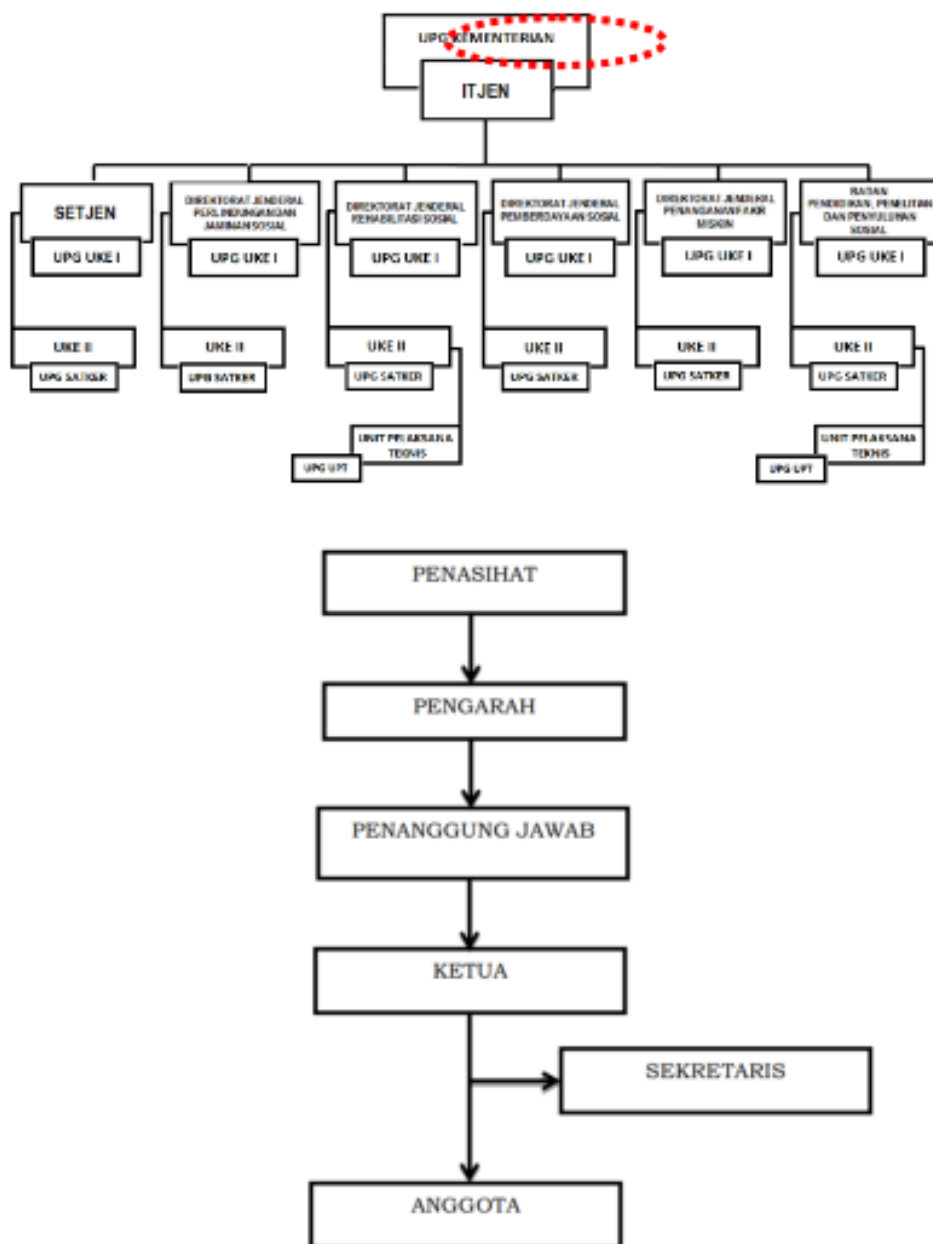 UPG KEMENTERIAN
ITJEN
SETJEN
UPG UKE I
UKE II
UPG SATKER
DIREKTORAT JENDERAL
PERLINDUNGANDAN
JAMINAN SOSIAL
UPG UKE I
UKE II
UPG SATKER
DIREKTORAT JENDERAL
REHABILITASI SOSIAL
UPG UKE I
UKE II
UPG SATKER
UNIT PELAKSANA
TEKNIS
UPG UPT
DIREKTORAT JENDERAL
PEMBERDAYAAN SOSIAL
UPG UKE I
UKE II
UPG SATKER
DIREKTORAT JENDERAL
PENANGANAN FAKIR
MISKIN
UPG UKE I
UKE II
UPG SATKER
BADAN
PENDIDIKAN, PENELITIAN
DAN PENYULUHAN
SOSIAL
UPG UKE I
UKE II
UPG SATKER
UNIT PELAKSANA
TEKNIS
UPG UPT
PENASIHAT
PENGARAH
PENANGGUNG JAWAB
KETUA
SEKRETARIS
ANGGOTA